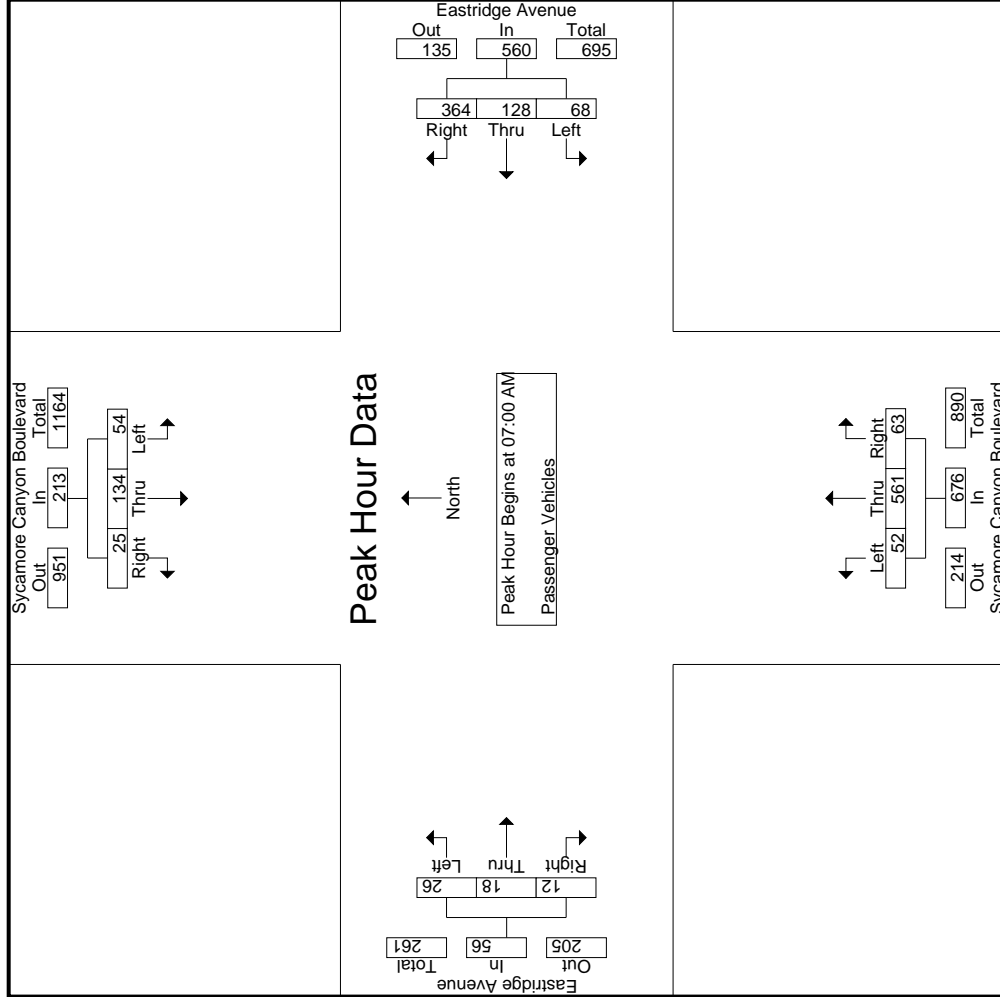 Eastridge Avenue
Out In Total
135 560 695
364 128 68
Right Thru Left
Sycamore Canyon Boulevard
Out In Total
951 213 1164
25 134 54
Right Thru Left
Peak Hour Data
North
Peak Hour Begins at 07:00 AM
Passenger Vehicles
Left Thru Right
52 561 63
214 676 890
Out In Total
Sycamore Canyon Boulevard
Left Thru Right
26 18 12
261 56 205
Total In Out
Eastridge Avenue